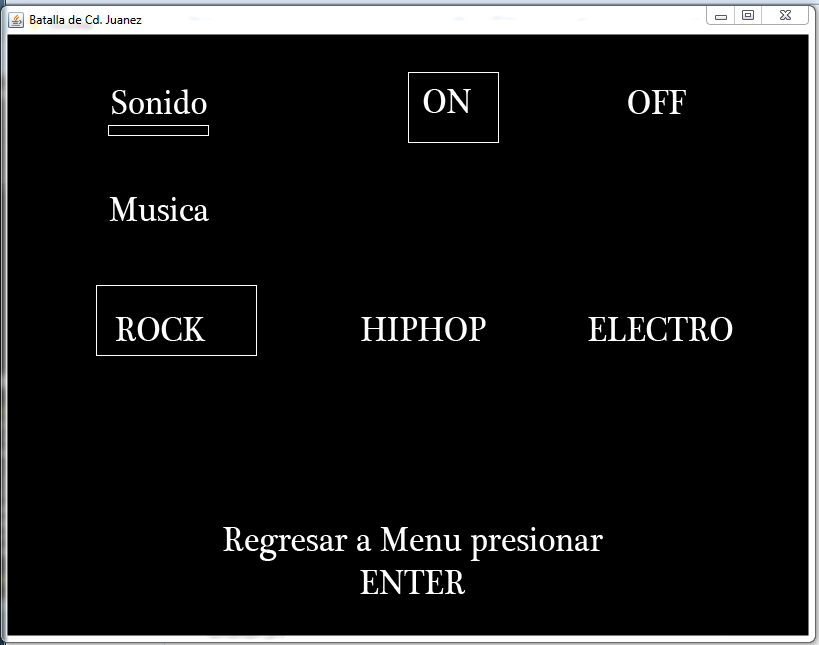 Batalla de Cd. Juanez
Sonido ON OFF
Musica
ROCK HIPHOP ELECTRO
Regresar a Menu presionar
ENTER